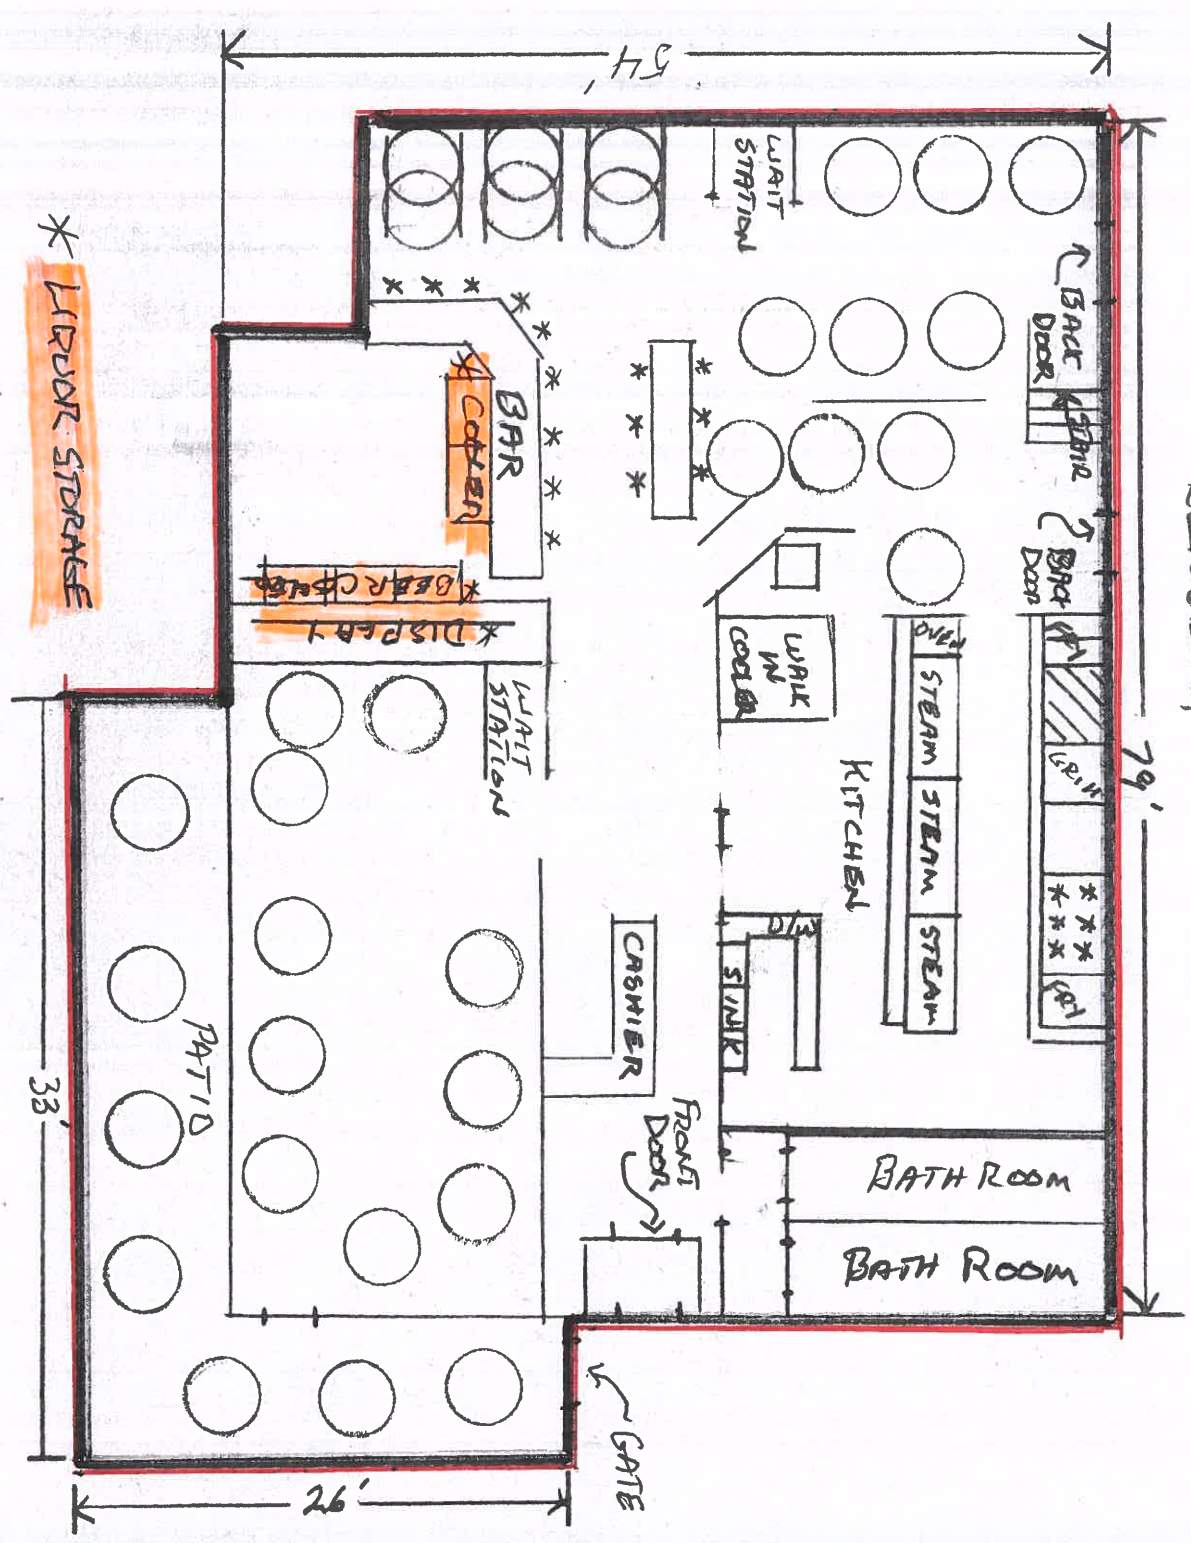 54'
79'
33'
26'
WAIT
STATION
BACK
DOOR
STAIR
BACK
DOOR
BAR
COOLER
BEER COOLER
DISPLAY
WAIT
STATION
WALK
IN
COOLER
OVEN
STEAM STEAM STEAM
KITCHEN
SINK
CASHIER
FRONT
DOOR
BATH ROOM
BATH ROOM
PATIO
GATE
* LIQUOR STORAGE